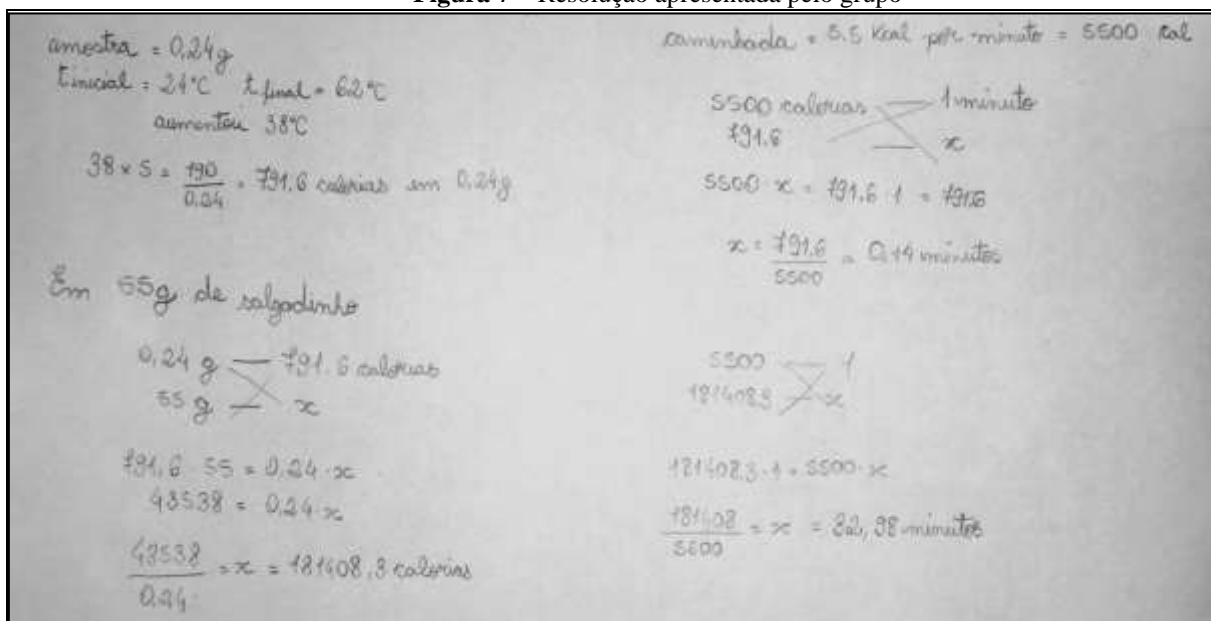 Figura 7 – Resolução apresentada pelo grupo
amostra = 0,24g
t inicial = 24°C t final = 62°C
aumentou 38°C
38 × 5 = 190 / 0.24 = 791.6 calorias em 0,24g
Em 55g de salgadinho
0,24 g — 791.6 calorias
55 g — x
791,6 · 55 = 0,24 · x
43538 = 0,24 · x
43538 / 0.24 = x = 181408,3 calorias
caminhada = 5.5 Kcal por minuto = 5500 cal
5500 calorias — 1 minuto
791.6 — x
5500 · x = 791.6 · 1 = 791.6
x = 791.6 / 5500 = 0,14 minutos
5500 — 1
181408.3 — x
181408.3 · 1 = 5500 · x
181408 / 5500 = x = 32,98 minutos